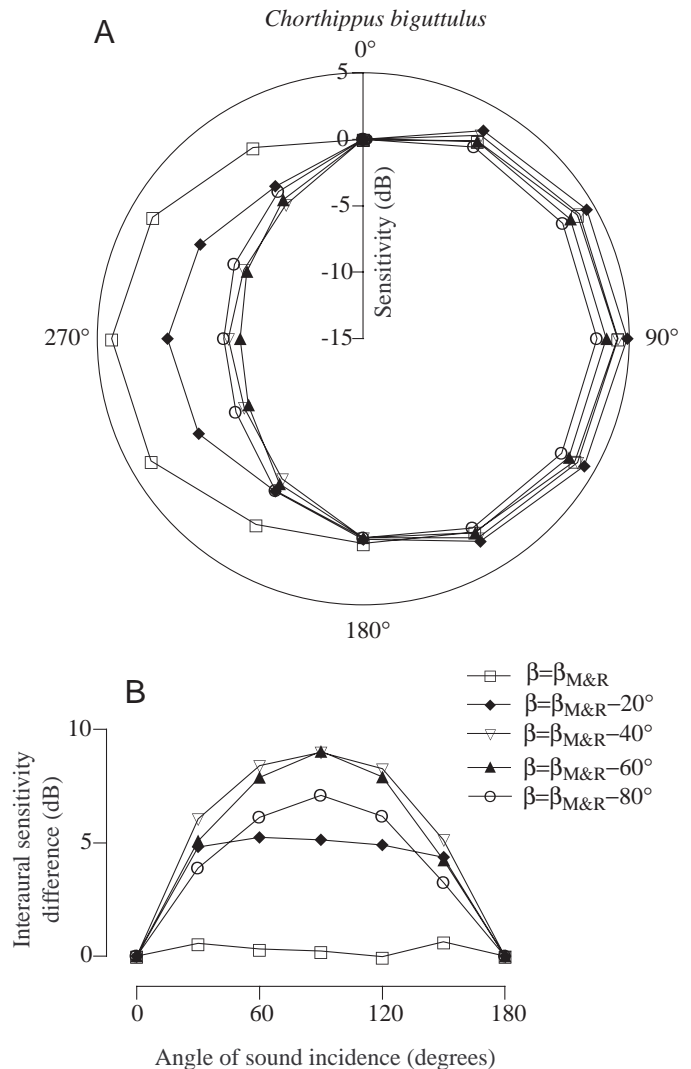 Chorthippus biguttulus
A
0°
5
0
-5
-10
-15
Sensitivity (dB)
270°
90°
180°
B
β=βM&R
β=βM&R–20°
β=βM&R–40°
β=βM&R–60°
β=βM&R–80°
10
5
0
Interaural sensitivity
difference (dB)
0
60
120
180
Angle of sound incidence (degrees)